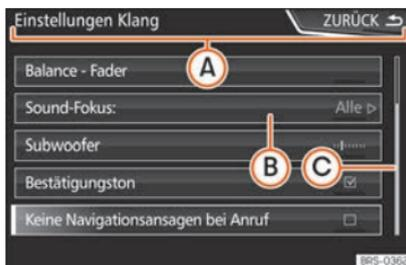 Einstellungen Klang
ZURÜCK
A
Balance - Fader
Sound-Fokus:
Alle
Subwoofer
B
C
Bestätigungston
Keine Navigationsansagen bei Anruf
BRS-0362